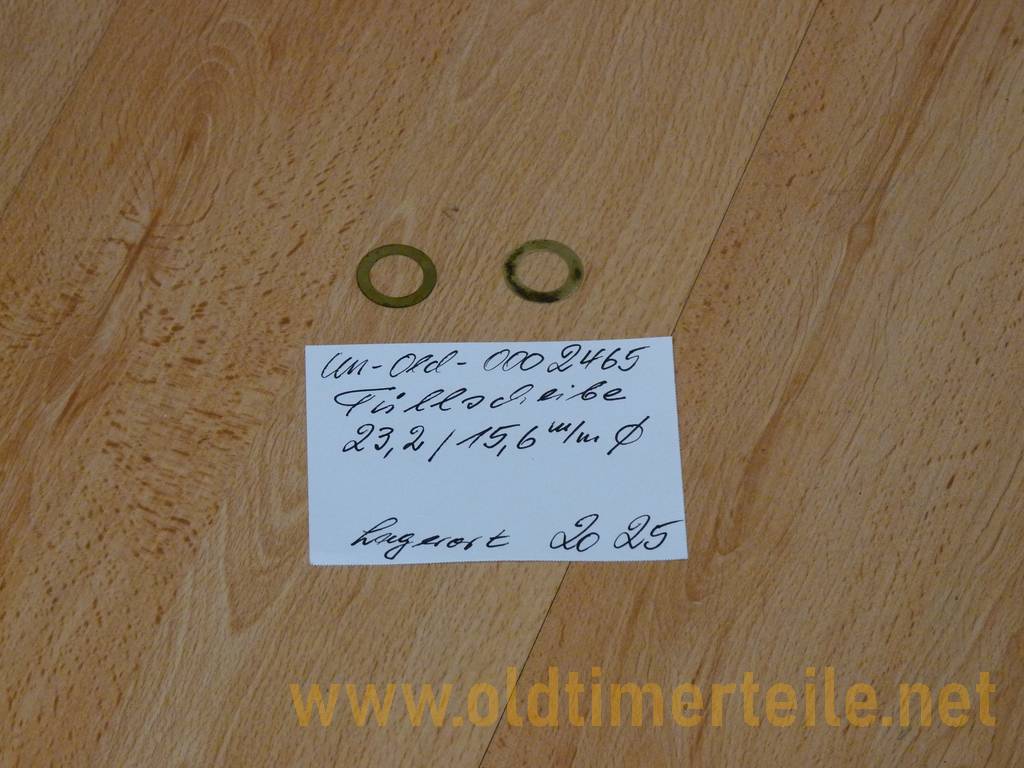 Un-Old-0002465
Füllscheibe
23,2/15,6 m/m Ø
Lagerort 2025
www.oldtimerteile.net